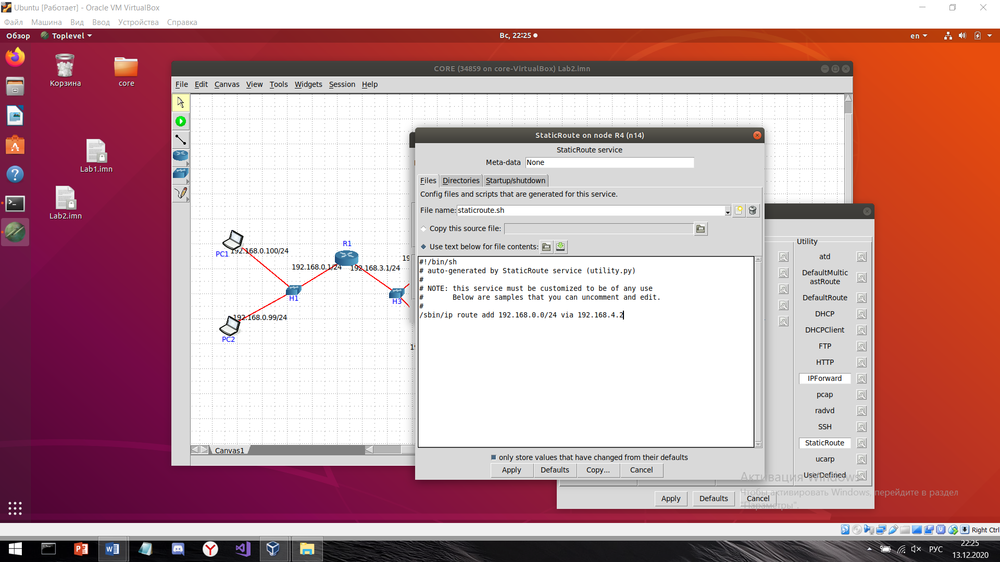 Ubuntu [Работает] - Oracle VM VirtualBox
Файл Машина Вид Ввод Устройства Справка
Обзор Toplevel Вс, 22:25 en
Корзина core
Lab1.imn
Lab2.imn
CORE (34859 on core-VirtualBox) Lab2.imn
File Edit Canvas View Tools Widgets Session Help
PC1 192.168.0.100/24
R1
192.168.0.1/24 192.168.3.1/24
H1
H3
192.168.0.99/24
PC2
19
19
Canvas1
StaticRoute on node R4 (n14)
StaticRoute service
Meta-data None
Files Directories Startup/shutdown
Config files and scripts that are generated for this service.
File name: staticroute.sh
Copy this source file:
Use text below for file contents:
#!/bin/sh
# auto-generated by StaticRoute service (utility.py)
#
# NOTE: this service must be customized to be of any use
#       Below are samples that you can uncomment and edit.
#
/sbin/ip route add 192.168.0.0/24 via 192.168.4.2
only store values that have changed from their defaults
Apply Defaults Copy... Cancel
Utility
atd
DefaultMulticastRoute
DefaultRoute
DHCP
DHCPClient
FTP
HTTP
IPForward
pcap
radvd
SSH
StaticRoute
ucarp
UserDefined
Apply Defaults Cancel
Активация Windows
Чтобы активировать Windows, перейдите в раздел
"Параметры".
Right Ctrl
РУС
22:25
13.12.2020